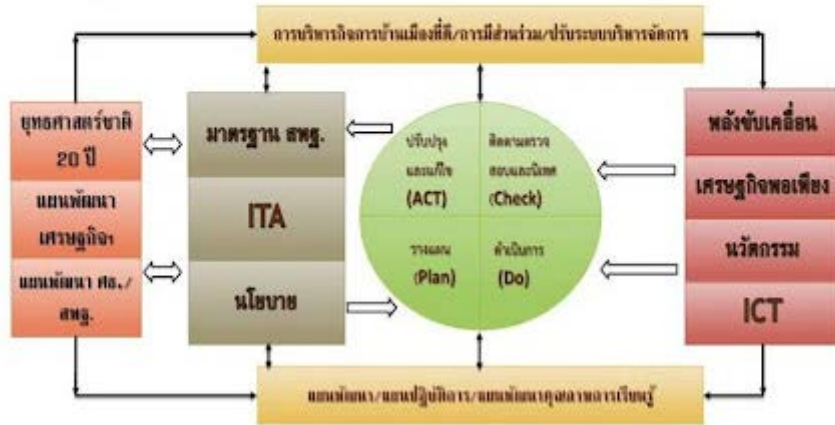 การบริหารกิจการบ้านเมืองที่ดี/การมีส่วนร่วม/ปรับระบบบริหารจัดการ
ยุทธศาสตร์ชาติ
20 ปี
แผนพัฒนา
เศรษฐกิจฯ
แผนพัฒนา ศธ./
สพฐ.
มาตรฐาน สพฐ.
ITA
นโยบาย
ปรับปรุง
และแก้ไข
(ACT)
ติดตามตรวจ
สอบและนิเทศ
(Check)
วางแผน
(Plan)
ดำเนินการ
(Do)
พลังขับเคลื่อน
เศรษฐกิจพอเพียง
นวัตกรรม
ICT
แผนพัฒนา/แผนปฏิบัติการ/แผนพัฒนาคุณภาพการเรียนรู้